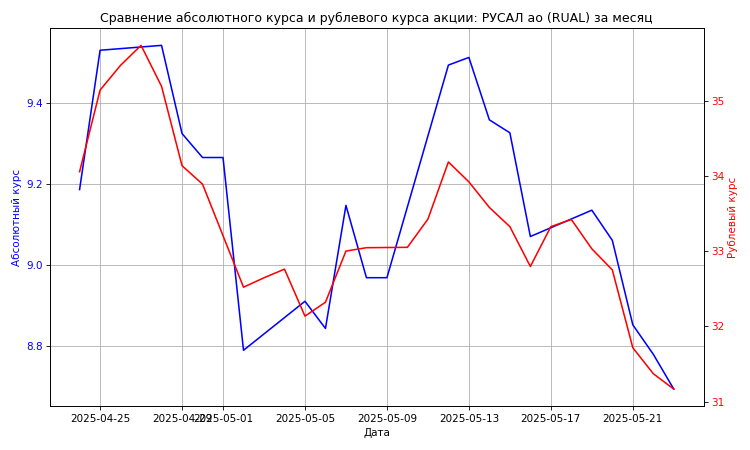 Сравнение абсолютного курса и рублевого курса акции: РУСАЛ ао (RUAL) за месяц
Абсолютный курс
9.4
9.2
9.0
8.8
35
34
33
32
31
Рублевый курс
2025-04-25 2025-04-29 2025-05-01 2025-05-05 2025-05-09 2025-05-13 2025-05-17 2025-05-21
Дата